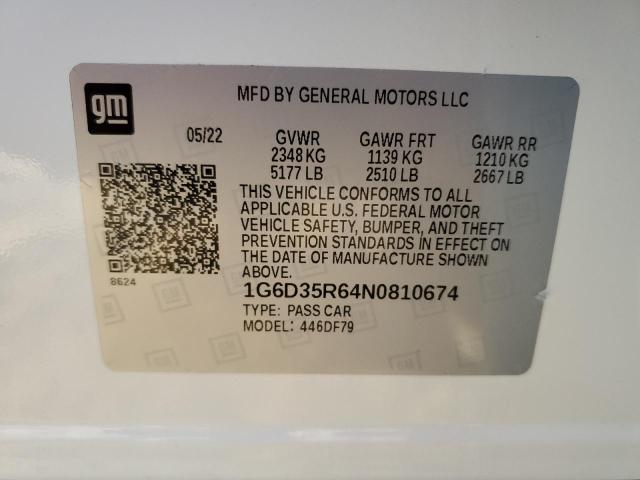 gm
MFD BY GENERAL MOTORS LLC
05/22 GVWR GAWR FRT GAWR RR
2348 KG 1139 KG 1210 KG
5177 LB 2510 LB 2667 LB
THIS VEHICLE CONFORMS TO ALL
APPLICABLE U.S. FEDERAL MOTOR
VEHICLE SAFETY, BUMPER, AND THEFT
PREVENTION STANDARDS IN EFFECT ON
THE DATE OF MANUFACTURE SHOWN
ABOVE.
8624
1G6D35R64N0810674
TYPE: PASS CAR
MODEL: 446DF79